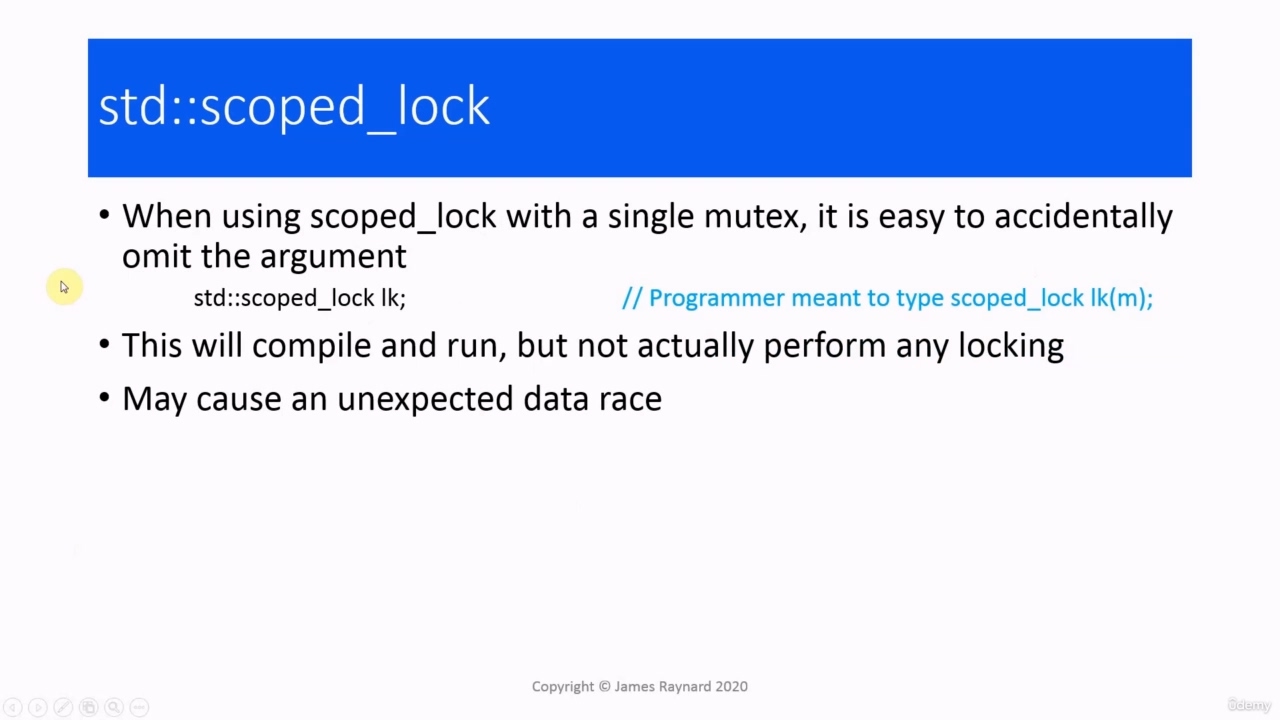 std::scoped_lock
• When using scoped_lock with a single mutex, it is easy to accidentally
omit the argument
std::scoped_lock lk; // Programmer meant to type scoped_lock lk(m);
• This will compile and run, but not actually perform any locking
• May cause an unexpected data race
Copyright © James Raynard 2020
ûdemy